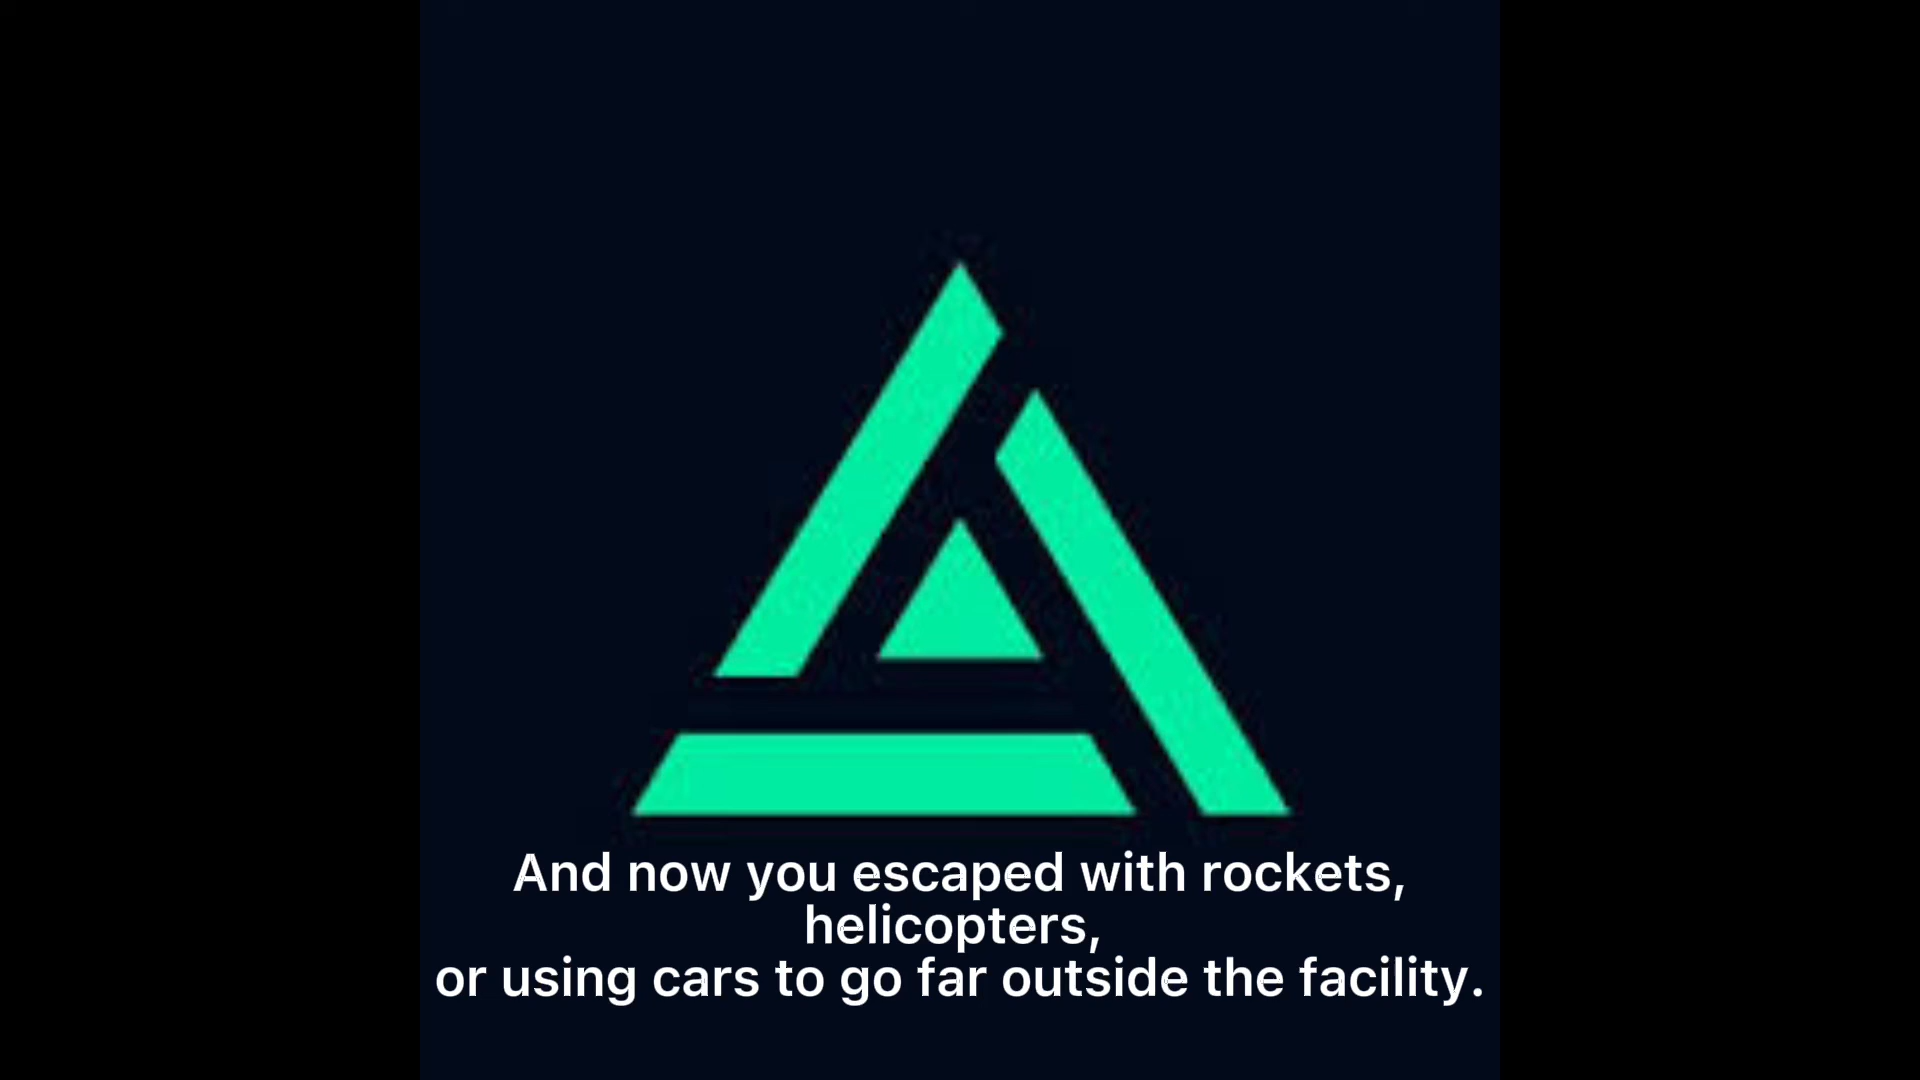 And now you escaped with rockets,
helicopters,
or using cars to go far outside the facility.